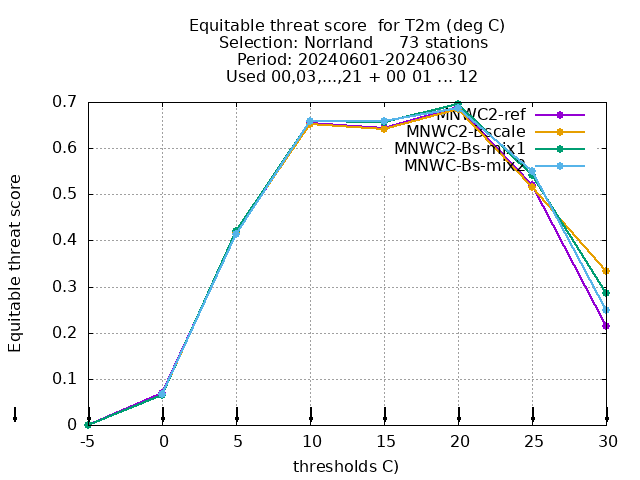 Equitable threat score  for T2m (deg C)
Selection: Norrland     73 stations
Period: 20240601-20240630
Used 00,03,...,21 + 00 01 ... 12
Equitable threat score
0.7
0.6
0.5
0.4
0.3
0.2
0.1
0
MNWC2-ref
MNWC2-Bscale
MNWC2-Bs-mix1
MNWC-Bs-mix2
-5
0
5
10
15
20
25
30
thresholds C)